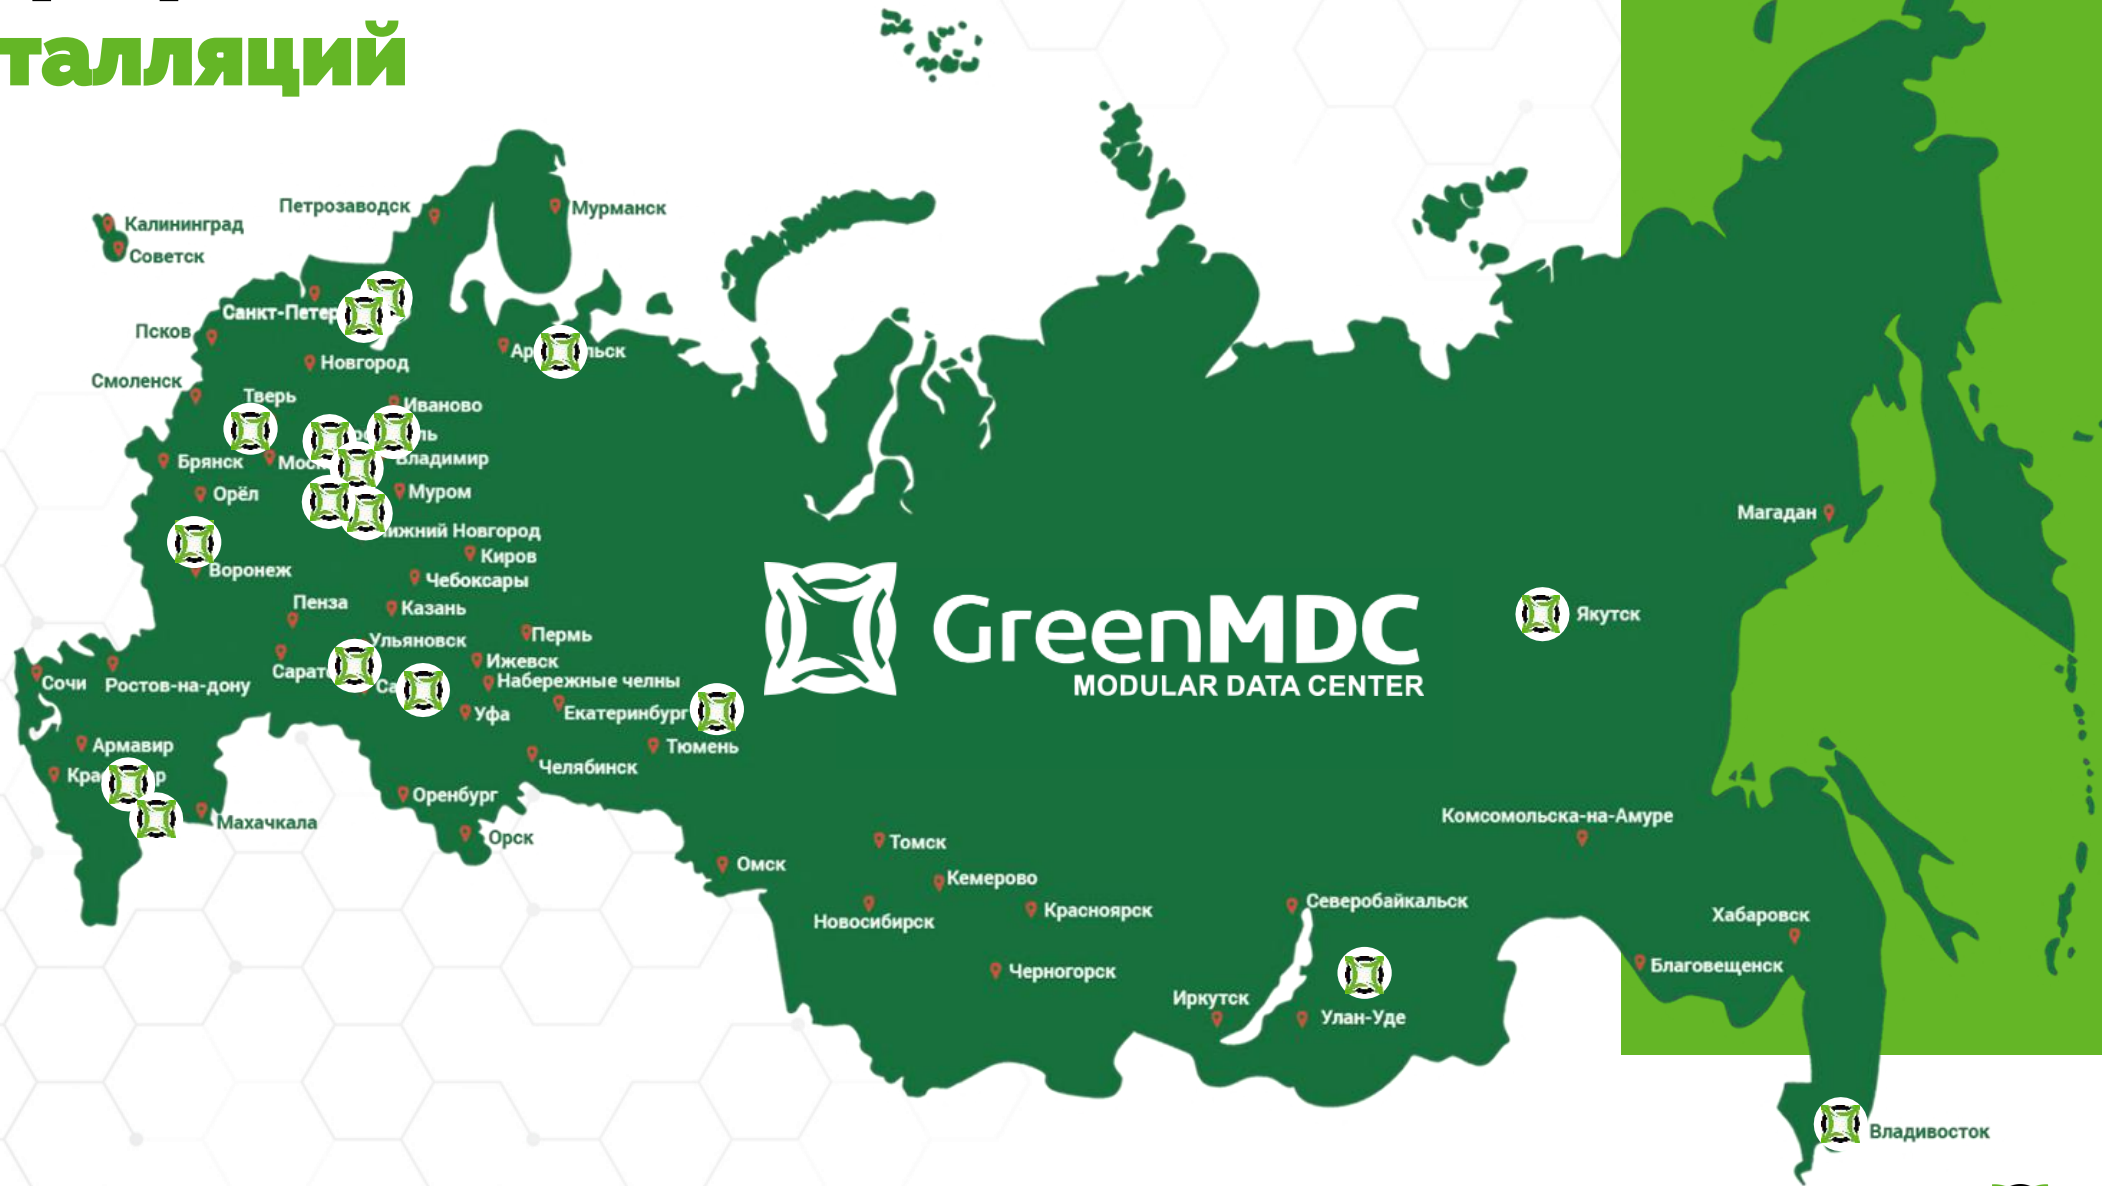 талляций
Петрозаводск
Мурманск
Калининград
Советск
Псков
Новгород
Смоленск
Тверь
Иваново
Брянск
Владимир
Орёл
Муром
Нижний Новгород
Киров
Воронеж
Чебоксары
Пенза
Казань
Ульяновск
Пермь
Ижевск
Набережные челны
Сочи
Ростов-на-дону
Уфа
Екатеринбург
Тюмень
Армавир
Челябинск
Оренбург
Махачкала
Орск
GreenMDC
MODULAR DATA CENTER
Якутск
Магадан
Омск
Томск
Кемерово
Новосибирск
Красноярск
Черногорск
Северобайкальск
Иркутск
Улан-Уде
Комсомольска-на-Амуре
Хабаровск
Благовещенск
Владивосток